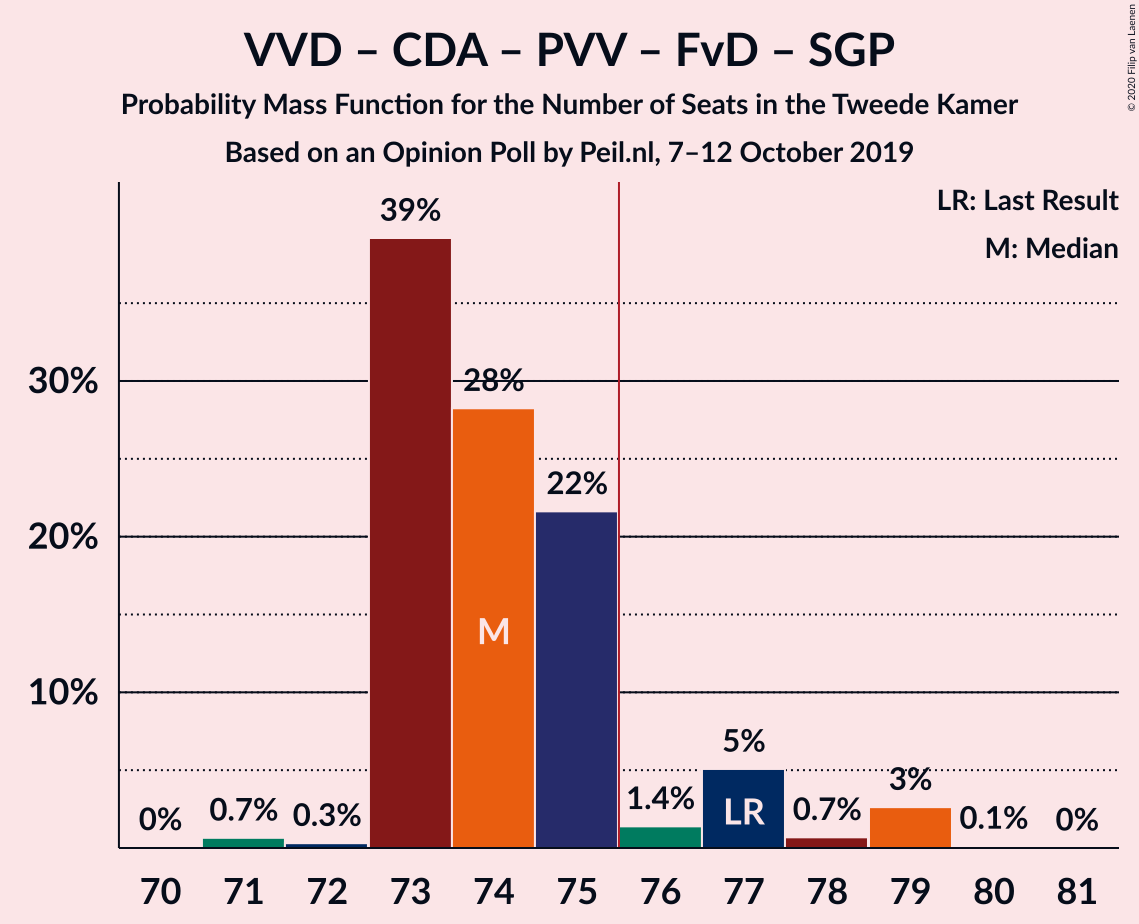 VVD – CDA – PVV – FvD – SGP
Probability Mass Function for the Number of Seats in the Tweede Kamer
Based on an Opinion Poll by Peil.nl, 7–12 October 2019
© 2020 Filip van Laenen
LR: Last Result
M: Median
30%
20%
10%
0%
0.7%
0.3%
39%
28%
22%
1.4%
5%
0.7%
3%
0.1%
0%
M
LR
70 71 72 73 74 75 76 77 78 79 80 81